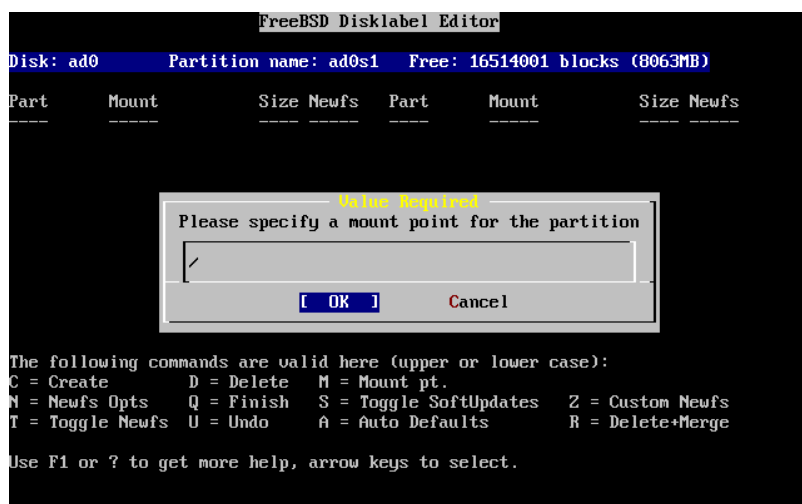 FreeBSD Disklabel Editor
Disk: ad0 Partition name: ad0s1 Free: 16514001 blocks (8063MB)
Part Mount Size Newfs Part Mount Size Newfs
---- ----- ---- ----- ---- ----- ---- -----
Value Required
Please specify a mount point for the partition
/
[ OK ] Cancel
The following commands are valid here (upper or lower case):
C = Create D = Delete M = Mount pt.
N = Newfs Opts Q = Finish S = Toggle SoftUpdates Z = Custom Newfs
T = Toggle Newfs U = Undo A = Auto Defaults R = Delete+Merge
Use F1 or ? to get more help, arrow keys to select.